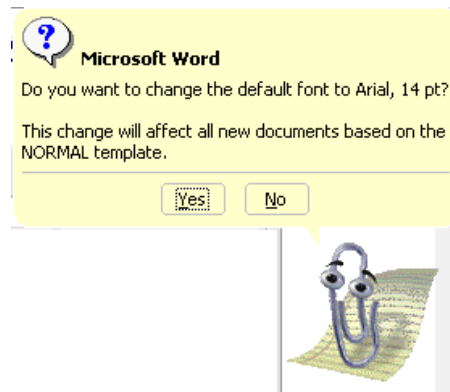 Microsoft Word
Do you want to change the default font to Arial, 14 pt?
This change will affect all new documents based on the
NORMAL template.
Yes No